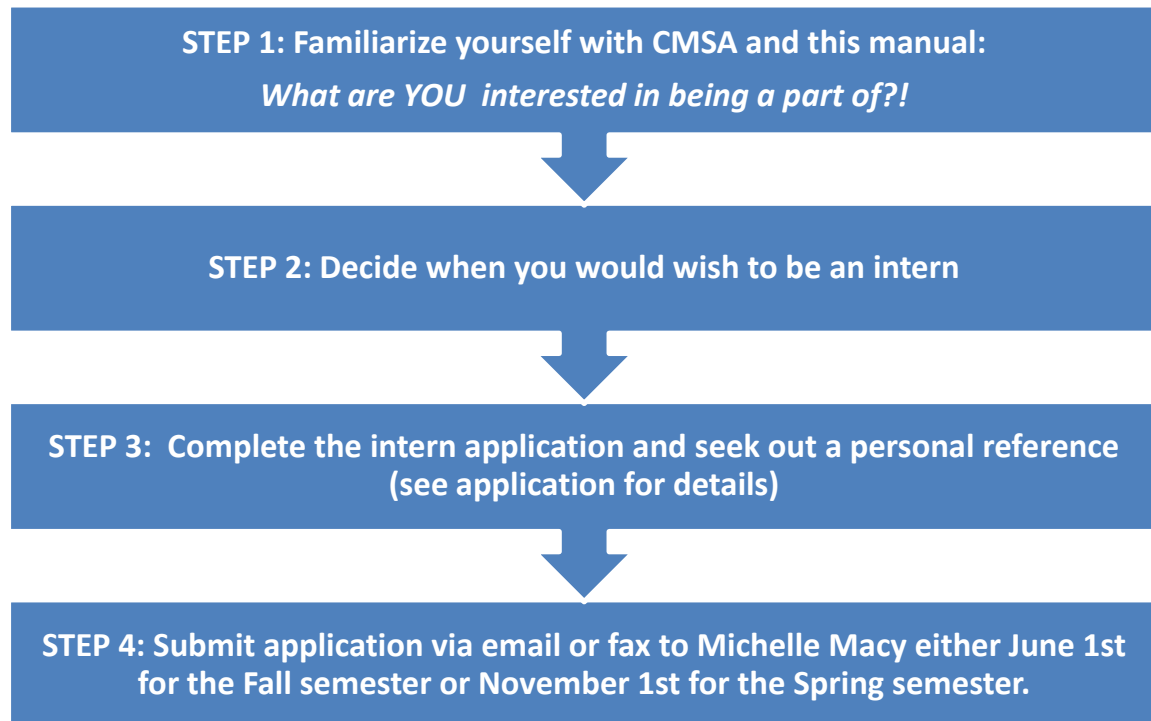 STEP 1: Familiarize yourself with CMSA and this manual:
What are YOU  interested in being a part of?!
STEP 2: Decide when you would wish to be an intern
STEP 3:  Complete the intern application and seek out a personal reference
(see application for details)
STEP 4: Submit application via email or fax to Michelle Macy either June 1st
for the Fall semester or November 1st for the Spring semester.